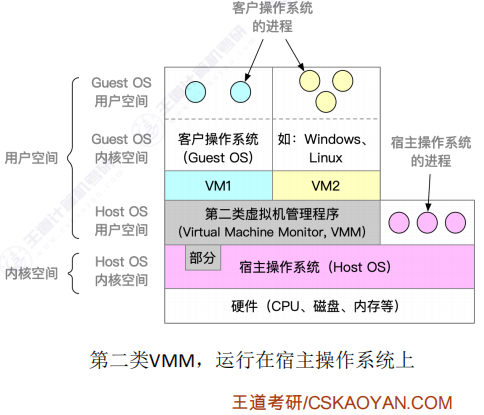 客户操作系统
的进程
Guest OS
用户空间
Guest OS
内核空间
客户操作系统
(Guest OS)
如：Windows、
Linux
用户空间
宿主操作系统
的进程
VM1
VM2
Host OS
用户空间
第二类虚拟机管理程序
(Virtual Machine Monitor, VMM)
部分
内核空间
Host OS
内核空间
宿主操作系统（Host OS）
硬件（CPU、磁盘、内存等）
第二类VMM，运行在宿主操作系统上
王道考研/CSKAOYAN.COM